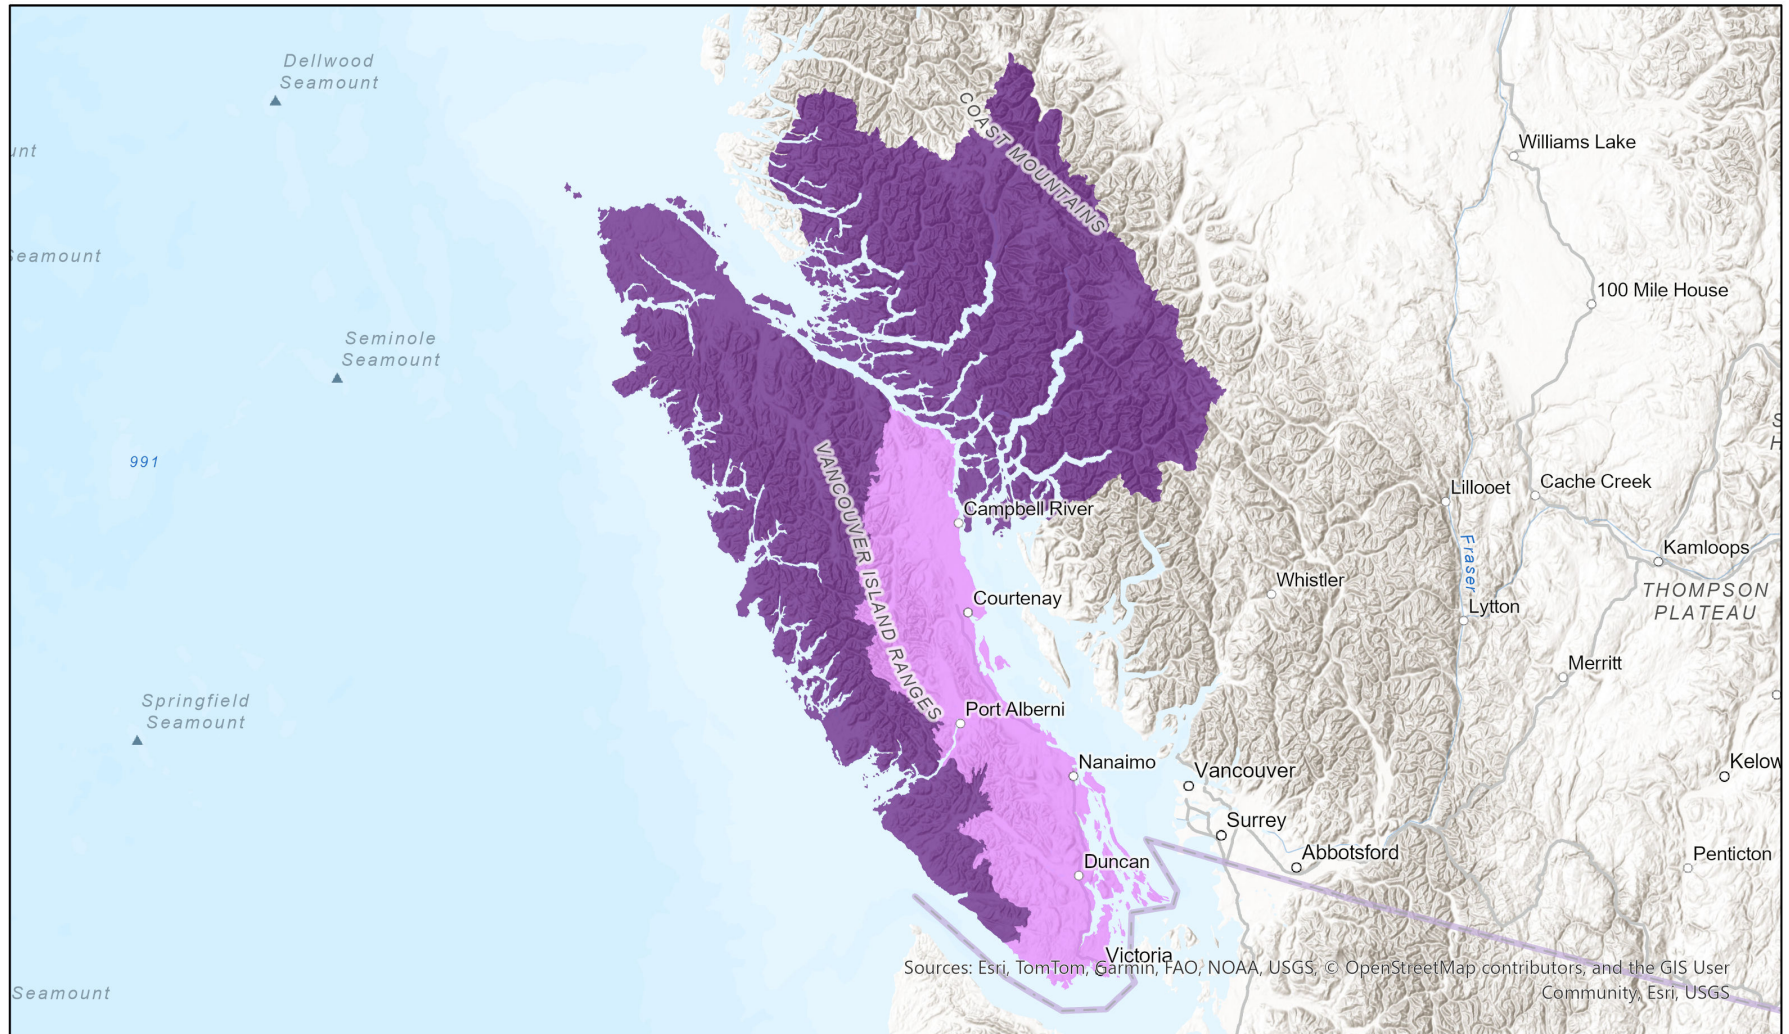 Dellwood
Seamount
unt
Seamount
Seminole
Seamount
991
Springfield
Seamount
Seamount
COAST MOUNTAINS
VANCOUVER ISLAND RANGES
Williams Lake
100 Mile House
Campbell River
Lillooet
Cache Creek
Courtenay
Whistler
Fraser
Kamloops
THOMPSON
PLATEAU
Lytton
Merritt
Port Alberni
Nanaimo
Vancouver
Kelow
Surrey
Duncan
Abbotsford
Penticton
Victoria
Sources: Esri, TomTom, Garmin, FAO, NOAA, USGS, © OpenStreetMap contributors, and the GIS User
Community, Esri, USGS